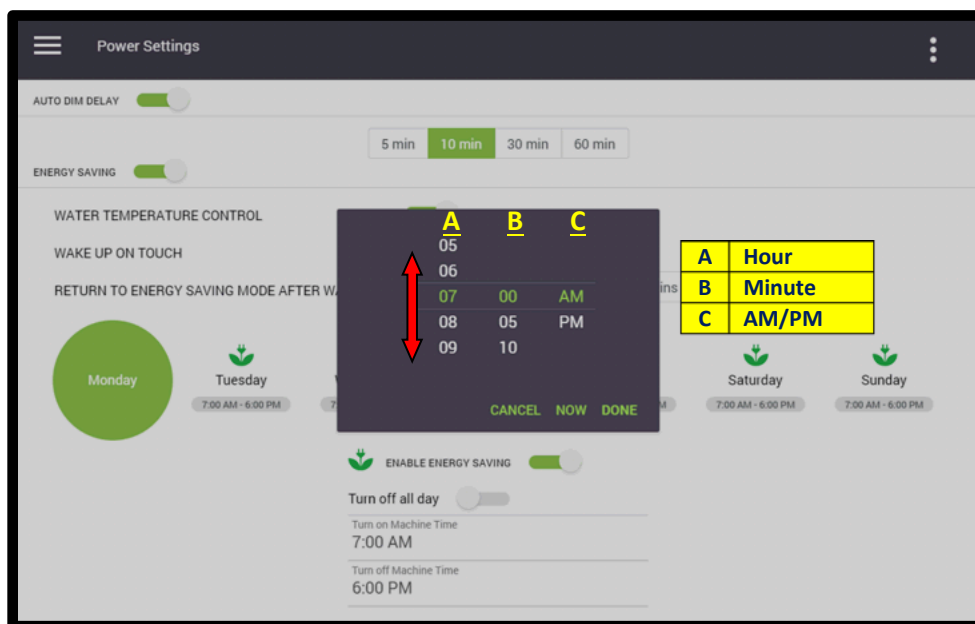 Power Settings
AUTO DIM DELAY
5 min 10 min 30 min 60 min
ENERGY SAVING
WATER TEMPERATURE CONTROL
WAKE UP ON TOUCH
RETURN TO ENERGY SAVING MODE AFTER
A B C
05
06
07 00 AM
08 05 PM
09 10
CANCEL NOW DONE
A Hour
B Minute
C AM/PM
Monday
Tuesday
7:00 AM - 6:00 PM
Saturday
7:00 AM - 6:00 PM
Sunday
7:00 AM - 6:00 PM
ENABLE ENERGY SAVING
Turn off all day
Turn on Machine Time
7:00 AM
Turn off Machine Time
6:00 PM